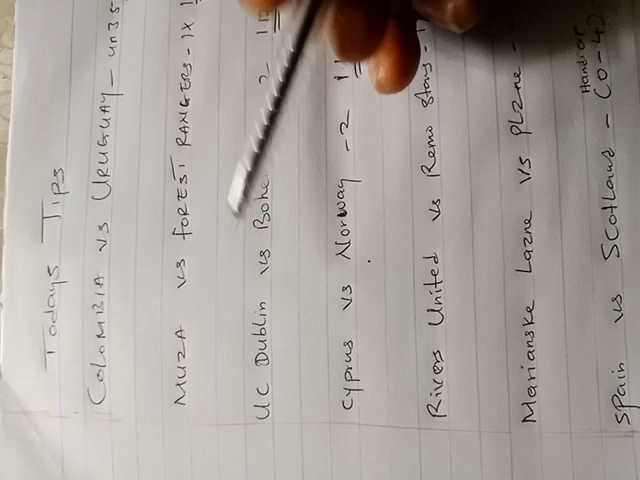 Todays Tips
COLOMBIA VS URUGUAY - un35
MUZA VS FOREST RANGERS - 1X
UC Dublin vs Bohe
Cyprus vs Norway - 2
Rivers United vs Remo Stars -
Marianske Lazne vs Plzne -
Spain vs Scotland - (0-4)